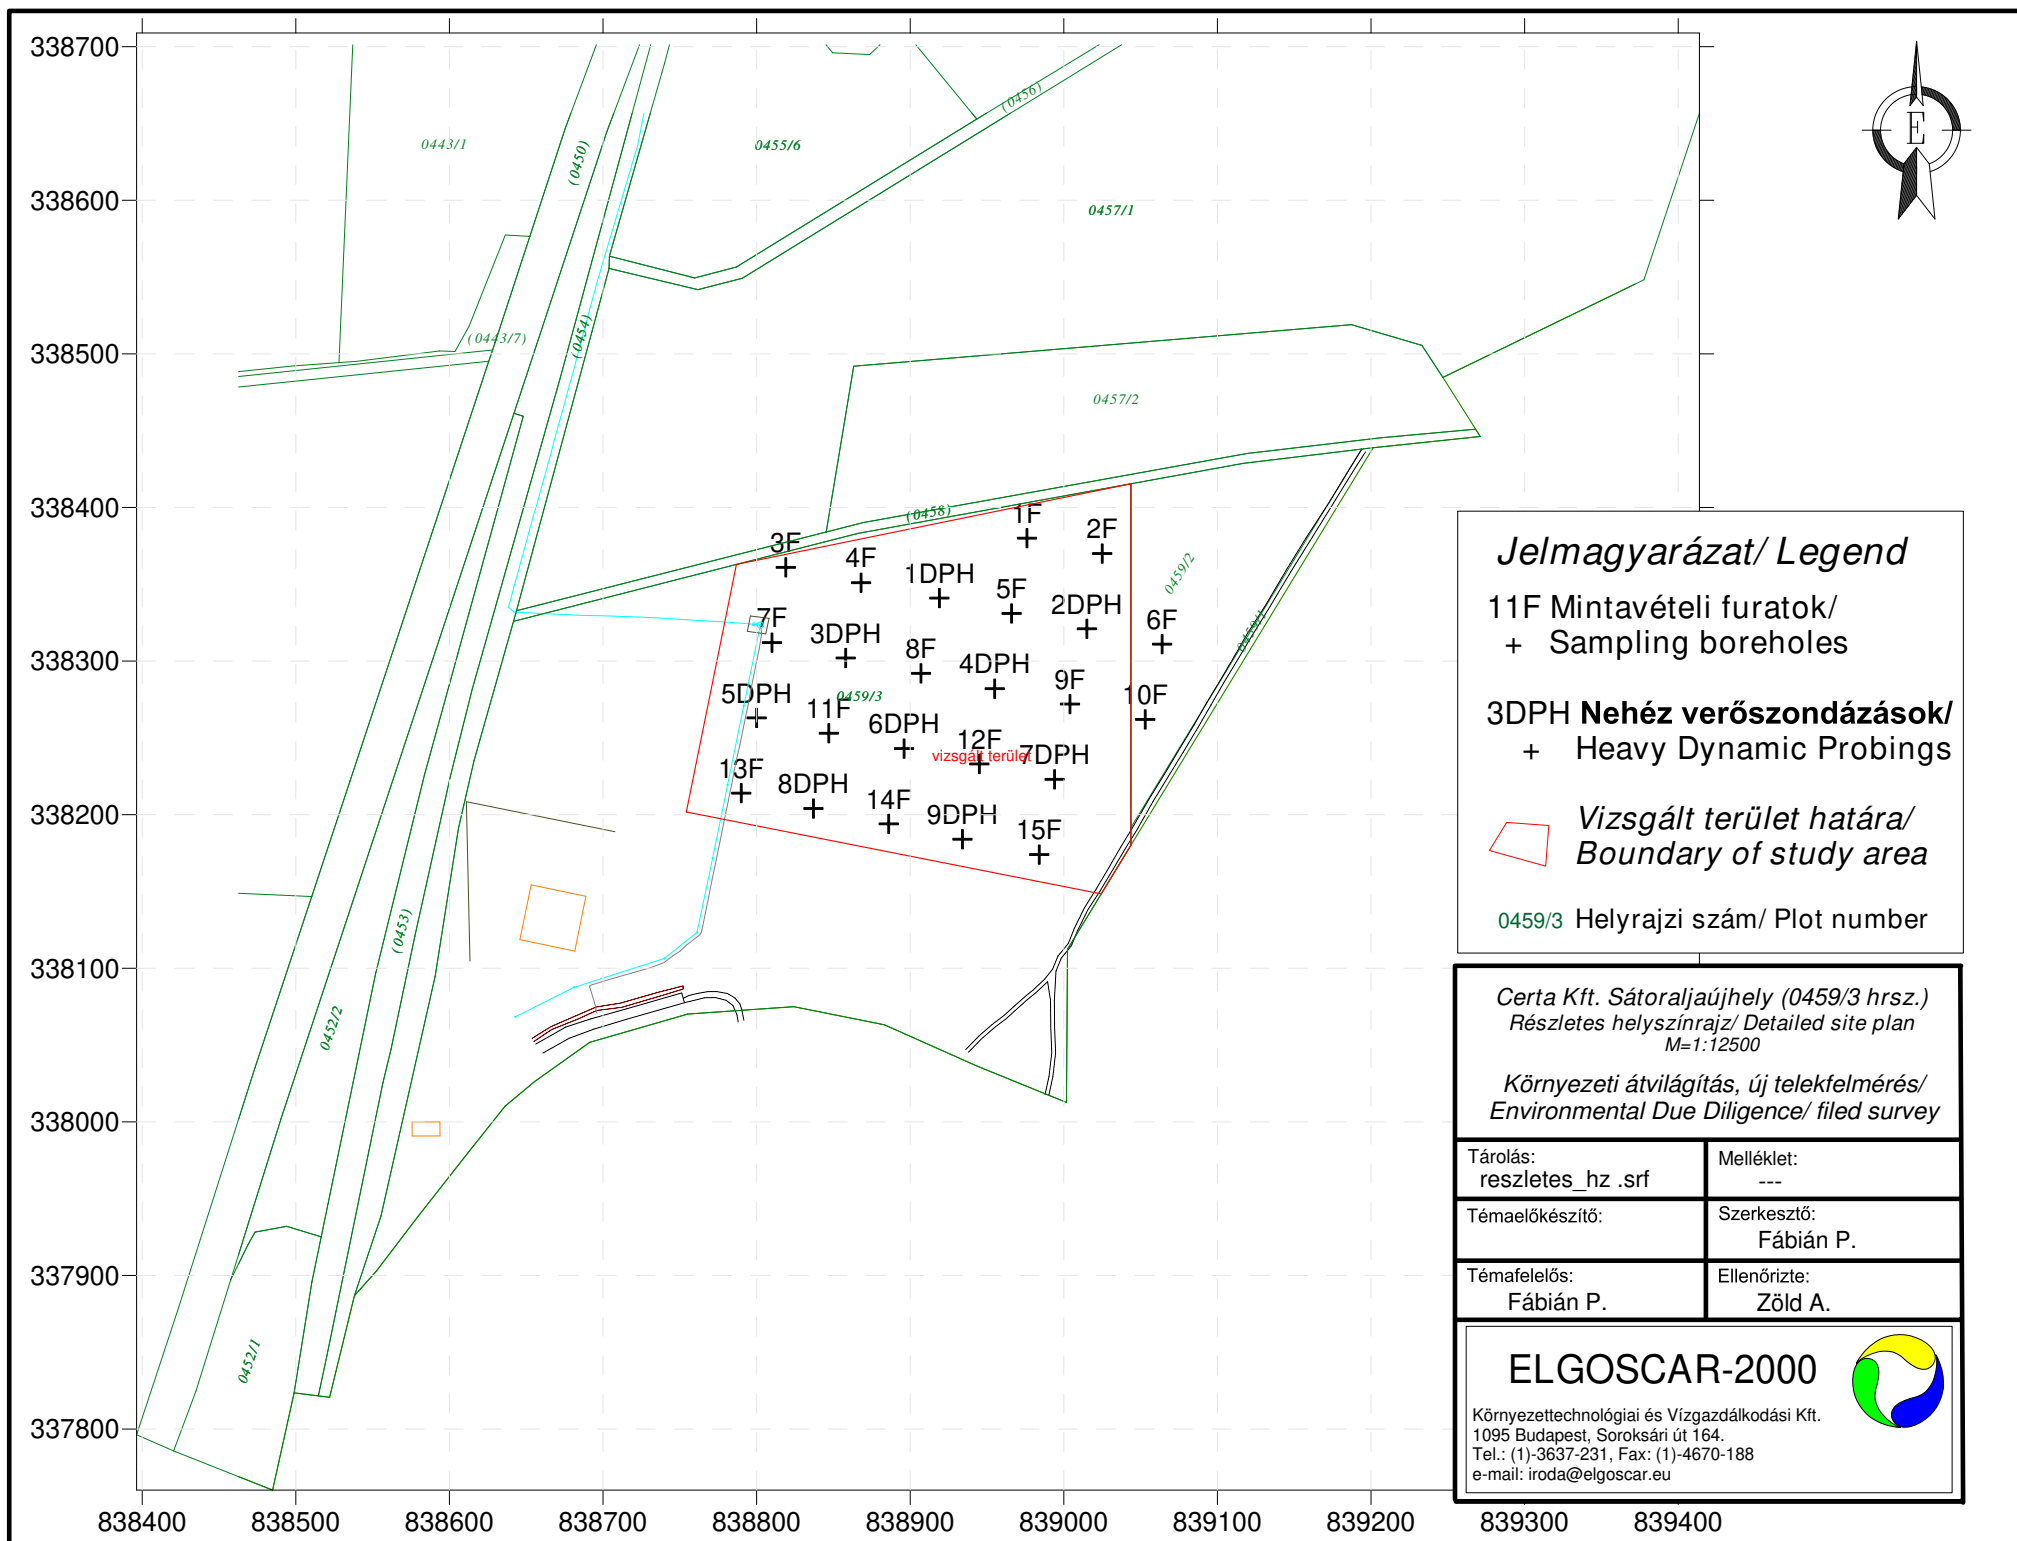 338700
338600
338500
338400
338300
338200
338100
338000
337900
337800
838400 838500 838600 838700 838800 838900 839000 839100 839200 839300 839400
E
0443/1
(0450)
0455/6
(0456)
0457/1
(0443/7)
(0454)
0457/2
(0458)
0459/2
0459/3
(0453)
0452/2
0452/1
1F
2F
3F
4F
1DPH
5F
2DPH
6F
7F
3DPH
8F
4DPH
9F
10F
5DPH
11F
6DPH
12F
7DPH
vizsgált terület
13F
8DPH
14F
9DPH
15F
Jelmagyarázat/ Legend
11F Mintavételi furatok/
+ Sampling boreholes
3DPH Nehéz verőszondázások/
+ Heavy Dynamic Probings
Vizsgált terület határa/
Boundary of study area
0459/3 Helyrajzi szám/ Plot number
Certa Kft. Sátoraljaújhely (0459/3 hrsz.)
Részletes helyszínrajz/ Detailed site plan
M=1:12500
Környezeti átvilágítás, új telekfelmérés/
Environmental Due Diligence/ filed survey
Tárolás:
reszletes_hz .srf
Melléklet:
---
Témaelőkészítő:
Szerkesztő:
Fábián P.
Témafelelős:
Fábián P.
Ellenőrizte:
Zöld A.
ELGOSCAR-2000
Környezettechnológiai és Vízgazdálkodási Kft.
1095 Budapest, Soroksári út 164.
Tel.: (1)-3637-231, Fax: (1)-4670-188
e-mail: iroda@elgoscar.eu